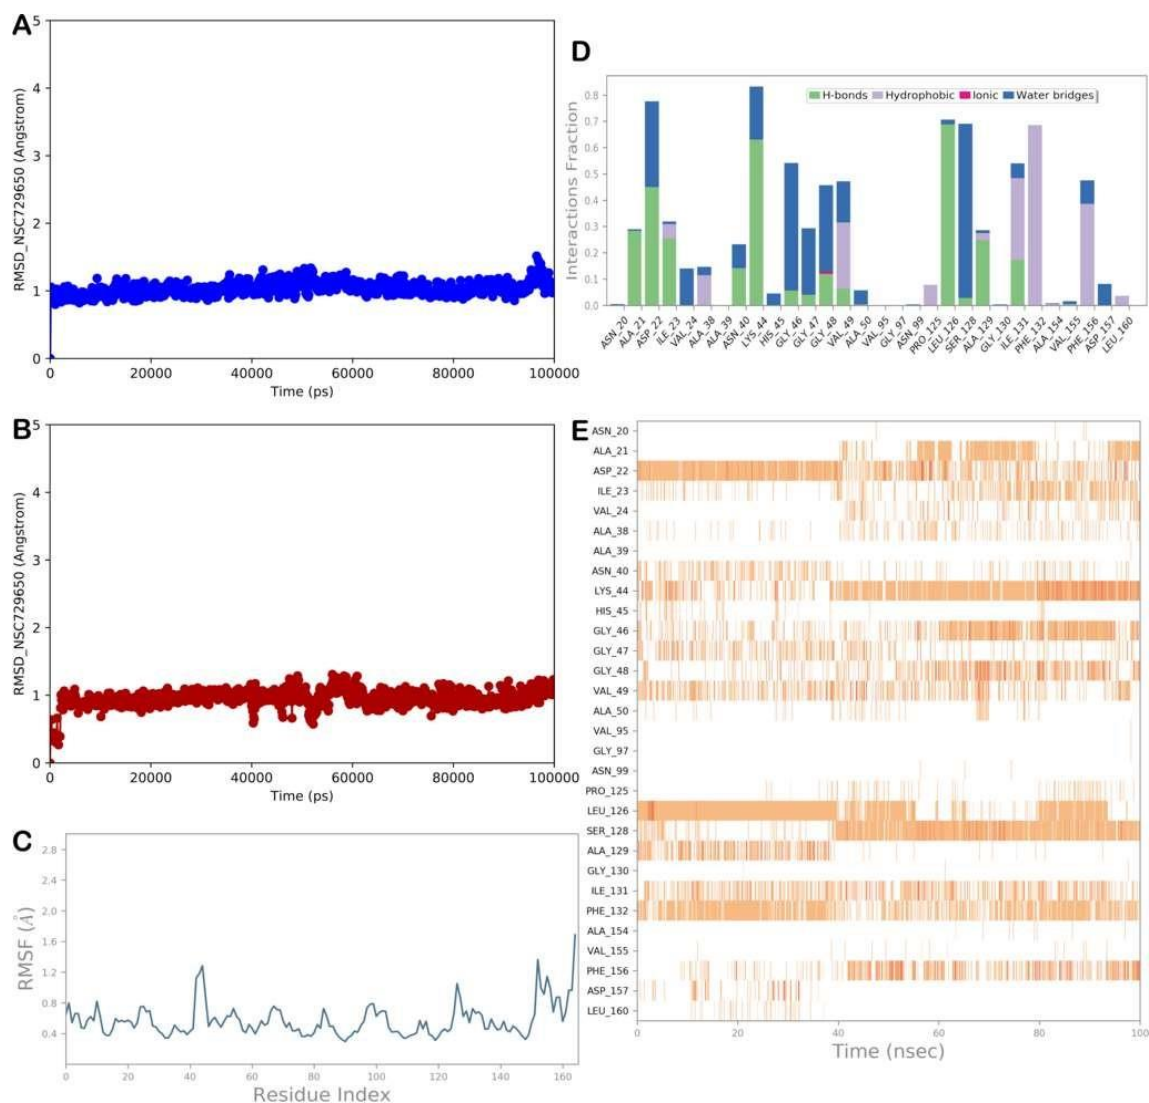 A
RMSD_NSC729650 (Angstrom)
5
4
3
2
1
0
0 20000 40000 60000 80000 100000
Time (ps)
B
RMSD_NSC729650 (Angstrom)
5
4
3
2
1
0
0 20000 40000 60000 80000 100000
Time (ps)
C
RMSF (Å)
2.8
2.4
2.0
1.6
1.2
0.8
0.4
0 20 40 60 80 100 120 140 160
Residue Index
D
Interactions Fraction
H-bonds Hydrophobic Ionic Water bridges
0.8
0.7
0.6
0.5
0.4
0.3
0.2
0.1
0.0
ASN_20
ALA_21
ASP_22
ILE_23
VAL_24
ALA_38
ALA_39
ASN_40
LYS_44
HIS_45
GLY_46
GLY_47
GLY_48
VAL_49
ALA_50
VAL_95
GLY_97
ASN_99
PRO_125
LEU_126
SER_128
ALA_129
GLY_130
ILE_131
PHE_132
ALA_154
VAL_155
PHE_156
ASP_157
LEU_160
E
ASN_20
ALA_21
ASP_22
ILE_23
VAL_24
ALA_38
ALA_39
ASN_40
LYS_44
HIS_45
GLY_46
GLY_47
GLY_48
VAL_49
ALA_50
VAL_95
GLY_97
ASN_99
PRO_125
LEU_126
SER_128
ALA_129
GLY_130
ILE_131
PHE_132
ALA_154
VAL_155
PHE_156
ASP_157
LEU_160
0 20 40 60 80 100
Time (nsec)